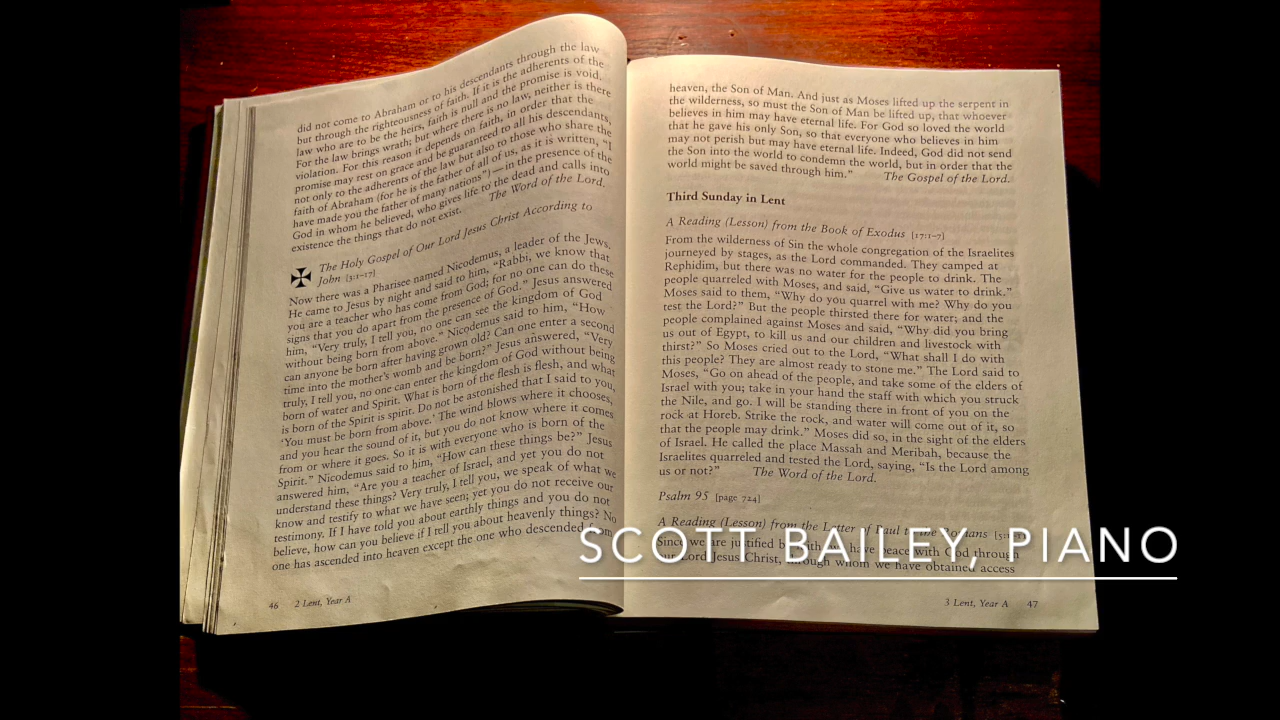 did not come to Abraham or to his descendants through the law
but through the righteousness of faith. If it is the adherents of the
law who are to be the heirs, faith is null and the promise is void.
For the law brings wrath; but where there is no law, neither is there
violation. For this reason it depends on faith, in order that the
promise may rest on grace and be guaranteed to all his descendants,
not only to the adherents of the law but also to those who share the
faith of Abraham (for he is the father of all of us, as it is written, “I
have made you the father of many nations”)—in the presence of the
God in whom he believed, who gives life to the dead and calls into
existence the things that do not exist. The Word of the Lord.
The Holy Gospel of Our Lord Jesus Christ According to
John [3:1-17]
Now there was a Pharisee named Nicodemus, a leader of the Jews.
He came to Jesus by night and said to him, “Rabbi, we know that
you are a teacher who has come from God; for no one can do these
signs that you do apart from the presence of God.” Jesus answered
him, “Very truly, I tell you, no one can see the kingdom of God
without being born from above.” Nicodemus said to him, “How
can anyone be born after having grown old? Can one enter a second
time into the mother’s womb and be born?” Jesus answered, “Very
truly, I tell you, no one can enter the kingdom of God without being
born of water and Spirit. What is born of the flesh is flesh, and what
is born of the Spirit is spirit. Do not be astonished that I said to you,
‘You must be born from above.’ The wind blows where it chooses,
and you hear the sound of it, but you do not know where it comes
from or where it goes. So it is with everyone who is born of the
Spirit.” Nicodemus said to him, “How can these things be?” Jesus
answered him, “Are you a teacher of Israel, and yet you do not
understand these things? Very truly, I tell you, we speak of what we
know and testify to what we have seen; yet you do not receive our
testimony. If I have told you about earthly things and you do not
believe, how can you believe if I tell you about heavenly things? No
one has ascended into heaven except the one who descended from
46 2 Lent, Year A
heaven, the Son of Man. And just as Moses lifted up the serpent in
the wilderness, so must the Son of Man be lifted up, that whoever
believes in him may have eternal life. For God so loved the world
that he gave his only Son, so that everyone who believes in him
may not perish but may have eternal life. Indeed, God did not send
the Son into the world to condemn the world, but in order that the
world might be saved through him.” The Gospel of the Lord.
Third Sunday in Lent
A Reading (Lesson) from the Book of Exodus [17:1-7]
From the wilderness of Sin the whole congregation of the Israelites
journeyed by stages, as the Lord commanded. They camped at
Rephidim, but there was no water for the people to drink. The
people quarreled with Moses, and said, “Give us water to drink.”
Moses said to them, “Why do you quarrel with me? Why do you
test the Lord?” But the people thirsted there for water; and the
people complained against Moses and said, “Why did you bring
us out of Egypt, to kill us and our children and livestock with
thirst?” So Moses cried out to the Lord, “What shall I do with
this people? They are almost ready to stone me.” The Lord said to
Moses, “Go on ahead of the people, and take some of the elders of
Israel with you; take in your hand the staff with which you struck
the Nile, and go. I will be standing there in front of you on the
rock at Horeb. Strike the rock, and water will come out of it, so
that the people may drink.” Moses did so, in the sight of the elders
of Israel. He called the place Massah and Meribah, because the
Israelites quarreled and tested the Lord, saying, “Is the Lord among
us or not?” The Word of the Lord.
Psalm 95 [page 724]
A Reading (Lesson) from the Letter of Paul to the Romans
SCOTT BAILEY, PIANO
Since we are justified by faith, we have peace with God through
our Lord Jesus Christ, through whom we have obtained access
3 Lent, Year A 47